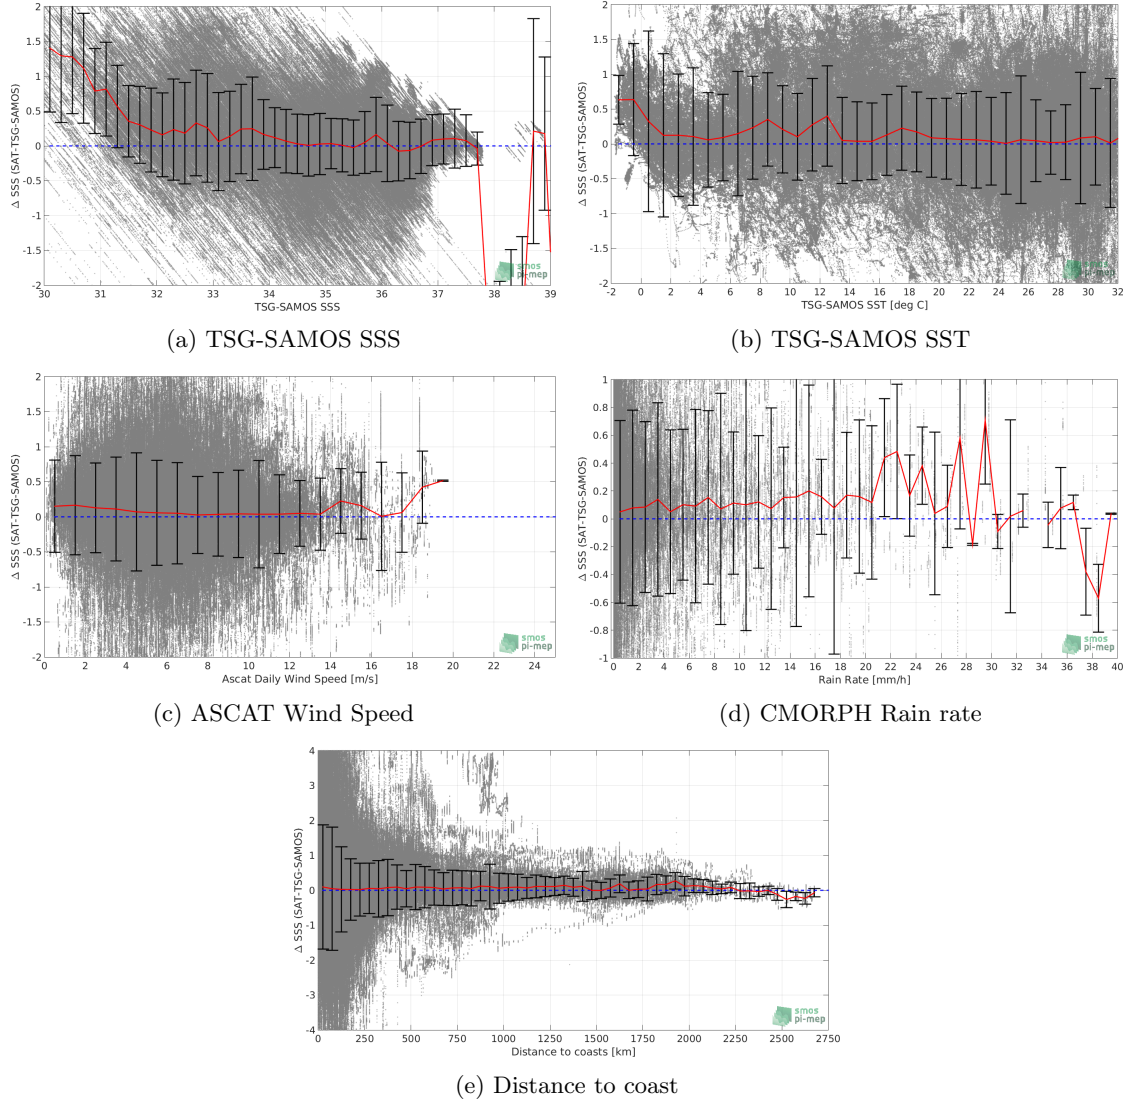 2
1.5
1
0.5
0
-0.5
-1
-1.5
-2
Δ SSS (SAT-TSG-SAMOS)
30 31 32 33 34 35 36 37 38 39
TSG-SAMOS SSS
smos
pi-mep
(a) TSG-SAMOS SSS
2
1.5
1
0.5
0
-0.5
-1
-1.5
-2
Δ SSS (SAT-TSG-SAMOS)
-2 0 2 4 6 8 10 12 14 16 18 20 22 24 26 28 30 32
TSG-SAMOS SST [deg C]
smos
pi-mep
(b) TSG-SAMOS SST
2
1.5
1
0.5
0
-0.5
-1
-1.5
-2
Δ SSS (SAT-TSG-SAMOS)
0 2 4 6 8 10 12 14 16 18 20 22 24
Ascat Daily Wind Speed [m/s]
smos
pi-mep
(c) ASCAT Wind Speed
1
0.8
0.6
0.4
0.2
0
-0.2
-0.4
-0.6
-0.8
-1
Δ SSS (SAT-TSG-SAMOS)
0 2 4 6 8 10 12 14 16 18 20 22 24 26 28 30 32 34 36 38 40
Rain Rate [mm/h]
smos
pi-mep
(d) CMORPH Rain rate
4
3
2
1
0
-1
-2
-3
-4
Δ SSS (SAT-TSG-SAMOS)
0 250 500 750 1000 1250 1500 1750 2000 2250 2500 2750
Distance to coasts [km]
smos
pi-mep
(e) Distance to coast